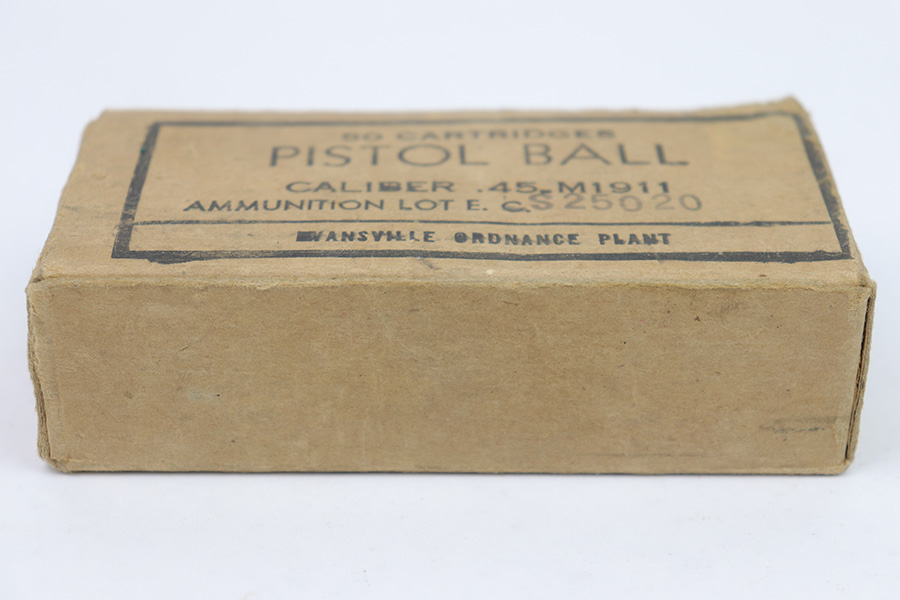 50 CARTRIDGES
PISTOL BALL
CALIBER .45, M1911
AMMUNITION LOT E. C. S25020
EVANSVILLE ORDNANCE PLANT